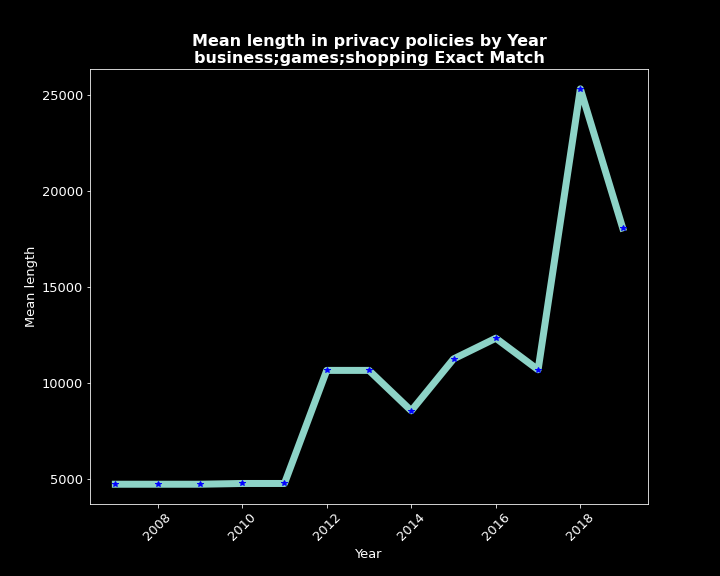 Mean length in privacy policies by Year
business;games;shopping Exact Match
25000
20000
15000
10000
5000
Mean length
2008
2010
2012
2014
2016
2018
Year